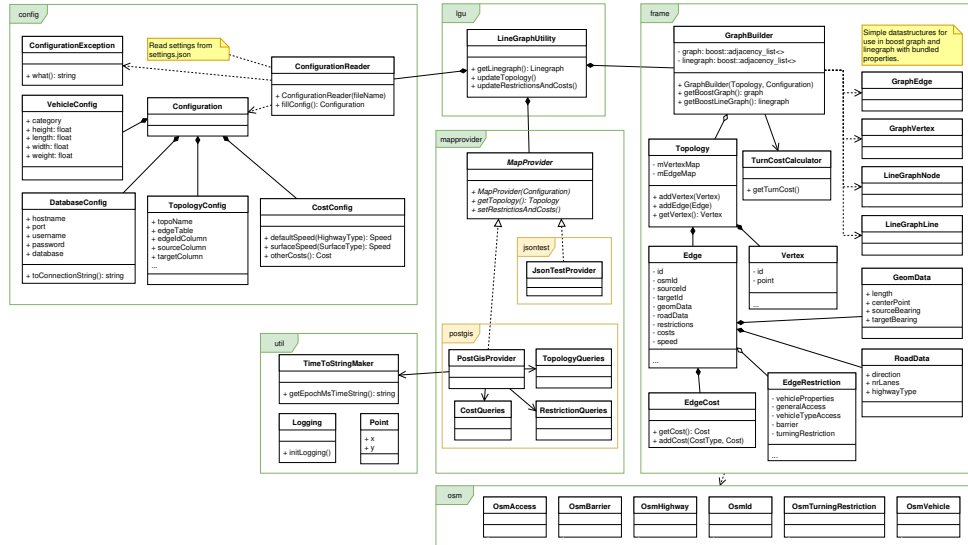 config
ConfigurationException
+ what(): string
Read settings from
settings.json
ConfigurationReader
+ ConfigurationReader(fileName)
+ fillConfig(): Configuration
VehicleConfig
+ category
+ height: float
+ length: float
+ width: float
+ weight: float
Configuration
DatabaseConfig
+ hostname
+ port
+ username
+ password
+ database
+ toConnectionString(): string
TopologyConfig
+ topoName
+ edgeTable
+ edgeIdColumn
+ sourceColumn
+ targetColumn
...
CostConfig
+ defaultSpeed(HighwayType): Speed
+ surfaceSpeed(SurfaceType): Speed
+ otherCosts(): Cost
lgu
LineGraphUtility
+ getLinegraph(): Linegraph
+ updateTopology()
+ updateRestrictionsAndCosts()
mapprovider
MapProvider
+ MapProvider(Configuration)
+ getTopology(): Topology
+ setRestrictiosAndCosts()
jsontest
JsonTestProvider
postgis
PostGisProvider
TopologyQueries
CostQueries
RestrictionQueries
util
TimeToStringMaker
+ getEpochMsTimeString(): string
Logging
+ initLogging()
Point
+ x
+ y
frame
GraphBuilder
- graph: boost::adjacency_list<>
- linegraph: boost::adjacency_list<>
+ GraphBuilder(Topology, Configuration)
+ getBoostGraph(): graph
+ getBoostLineGraph(): linegraph
Simple datastructures for
use in boost graph and
linegraph with bundled
properties.
GraphEdge
GraphVertex
LineGraphNode
LineGraphLine
Topology
- mVertexMap
- mEdgeMap
+ addVertex(Vertex)
+ addEdge(Edge)
+ getVertex(): Vertex
TurnCostCalculator
+ getTurnCost()
Edge
- id
- osmId
- sourceId
- targetId
- geomData
- roadData
- restrictions
- costs
- speed
...
Vertex
- id
- point
...
GeomData
+ length
+ centerPoint
+ sourceBearing
+ targetBearing
RoadData
+ direction
+ nrLanes
+ highwayType
EdgeCost
+ getCost(): Cost
+ addCost(CostType, Cost)
EdgeRestriction
- vehicleProperties
- generalAccess
- vehicleTypeAccess
- barrier
- turningRestriction
...
osm
OsmAccess
OsmBarrier
OsmHighway
OsmId
OsmTurningRestriction
OsmVehicle